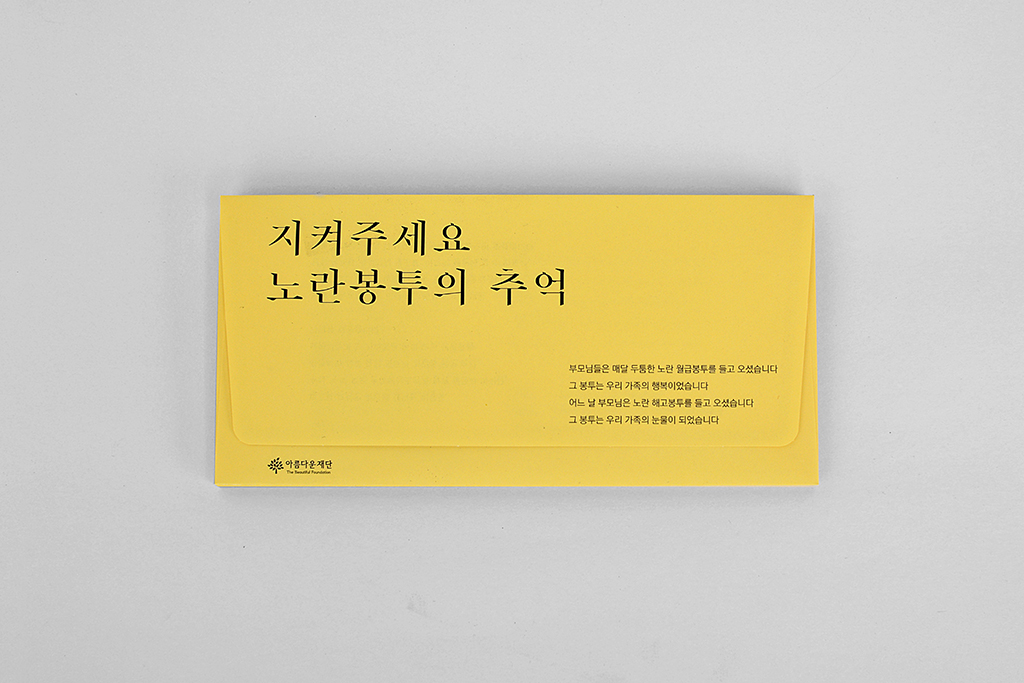 지켜주세요
노란봉투의 추억
부모님들은 매달 두툼한 노란 월급봉투를 들고 오셨습니다
그 봉투는 우리 가족의 행복이었습니다
어느 날 부모님은 노란 해고봉투를 들고 오셨습니다
그 봉투는 우리 가족의 눈물이 되었습니다
아름다운재단
The Beautiful Foundation